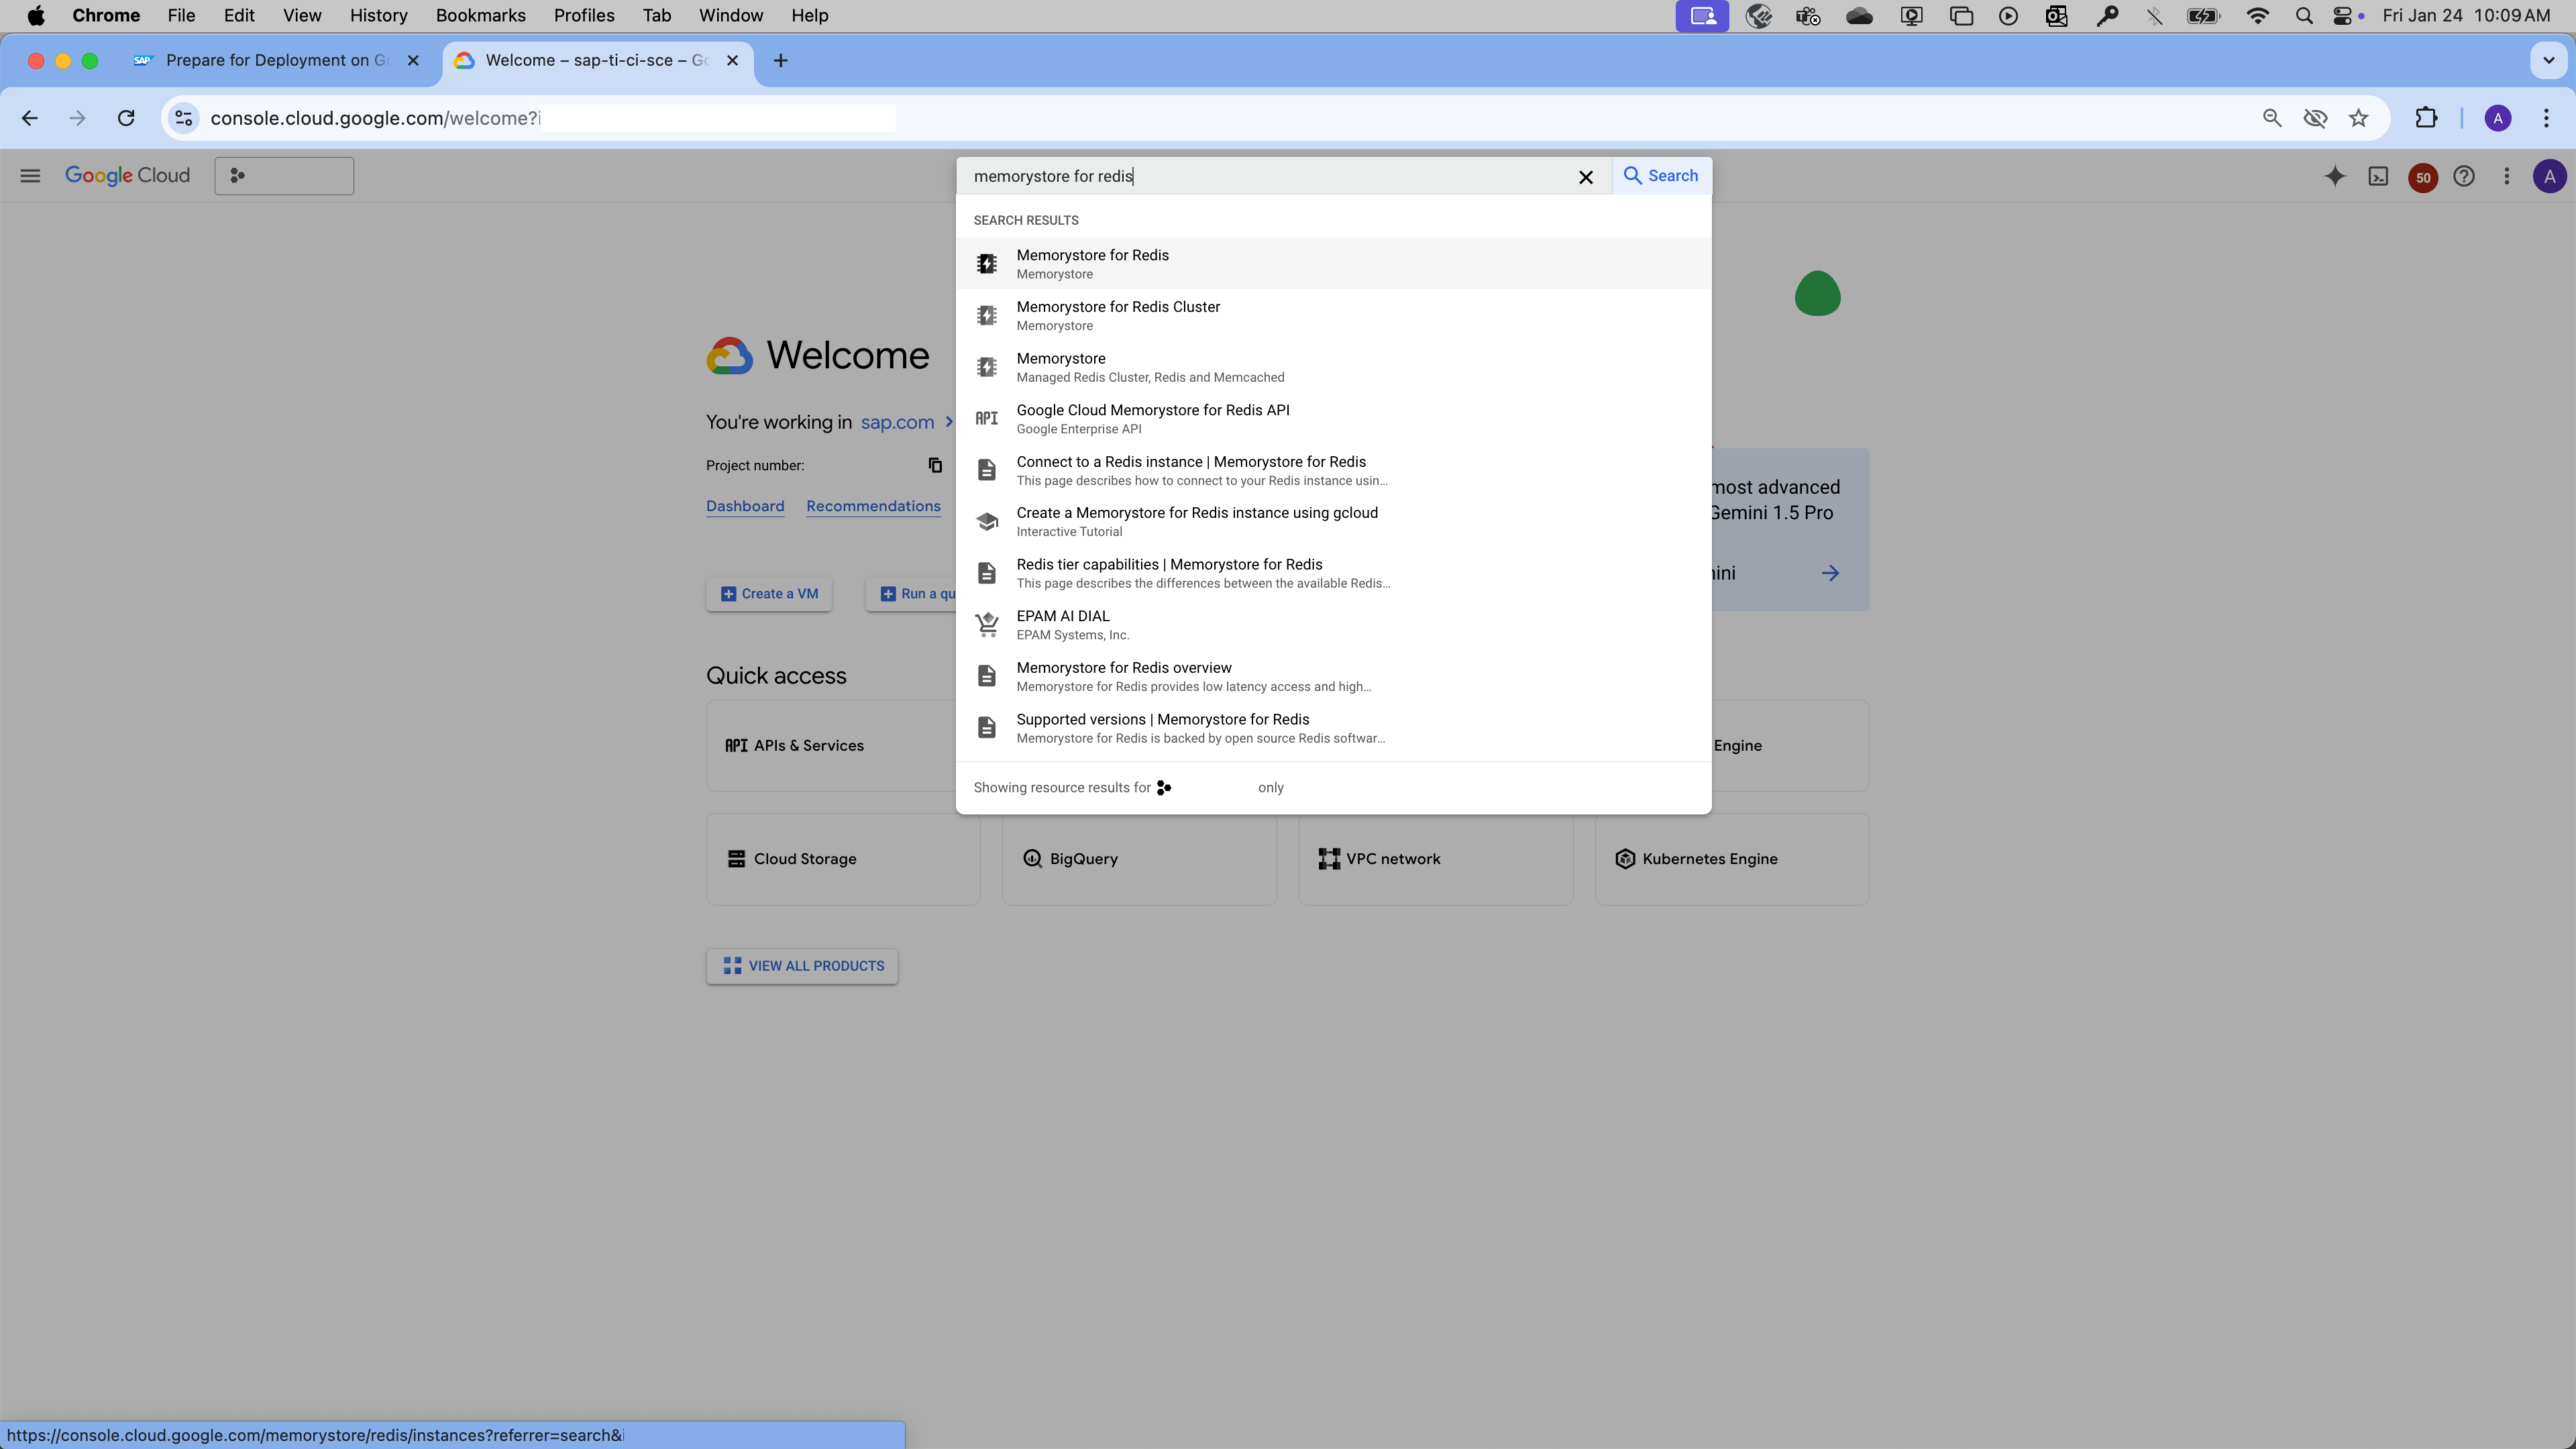 Chrome File Edit View History Bookmarks Profiles Tab Window Help Fri Jan 24 10:09 AM
SAP Prepare for Deployment on G
Welcome – sap-ti-ci-sce – G
console.cloud.google.com/welcome?i
A
Google Cloud
memorystore for redis
Search
50
A
SEARCH RESULTS
Memorystore for Redis
Memorystore
Memorystore for Redis Cluster
Memorystore
Memorystore
Managed Redis Cluster, Redis and Memcached
API
Google Cloud Memorystore for Redis API
Google Enterprise API
Connect to a Redis instance | Memorystore for Redis
This page describes how to connect to your Redis instance usin...
Create a Memorystore for Redis instance using gcloud
Interactive Tutorial
Redis tier capabilities | Memorystore for Redis
This page describes the differences between the available Redis...
EPAM AI DIAL
EPAM Systems, Inc.
Memorystore for Redis overview
Memorystore for Redis provides low latency access and high...
Supported versions | Memorystore for Redis
Memorystore for Redis is backed by open source Redis softwar...
Showing resource results for only
Welcome
You're working in sap.com
Project number:
Dashboard Recommendations
most advanced
Gemini 1.5 Pro
Create a VM
Run a qu
Quick access
API APIs & Services
Engine
Cloud Storage
BigQuery
VPC network
Kubernetes Engine
VIEW ALL PRODUCTS
https://console.cloud.google.com/memorystore/redis/instances?referrer=search&i